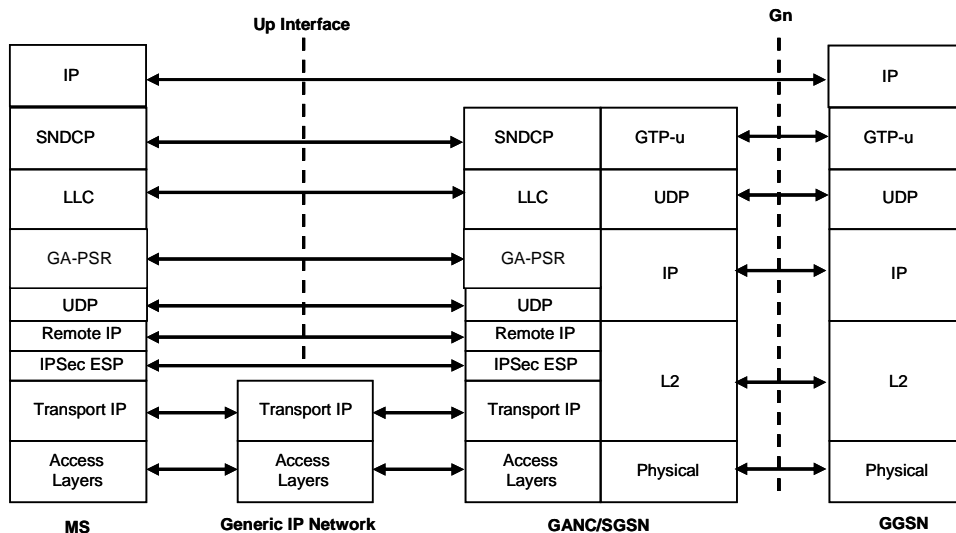 Up Interface
Gn
IP
IP
SNDCP
SNDCP
GTP-u
GTP-u
LLC
LLC
UDP
UDP
GA-PSR
GA-PSR
IP
IP
UDP
UDP
Remote IP
Remote IP
IPSec ESP
IPSec ESP
L2
L2
Transport IP
Transport IP
Transport IP
Access
Layers
Access
Layers
Access
Layers
Physical
Physical
MS
Generic IP Network
GANC/SGSN
GGSN